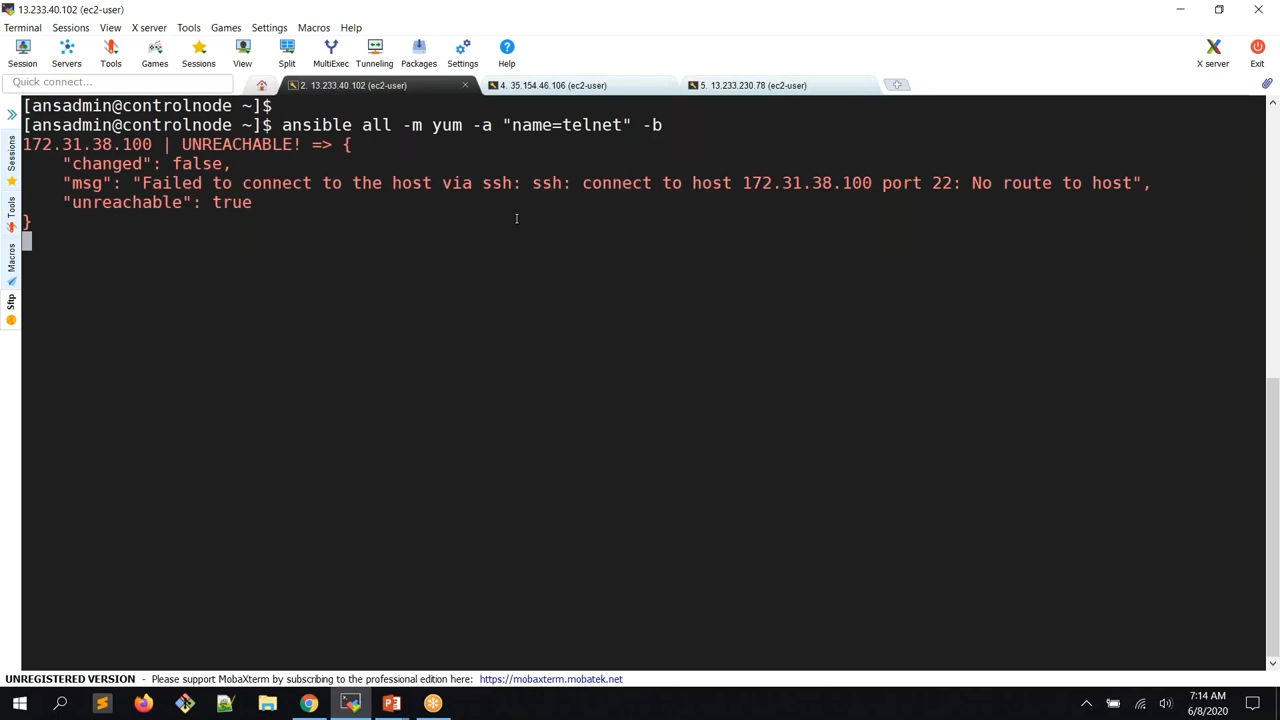 13.233.40.102 (ec2-user)
Terminal Sessions View X server Tools Games Settings Macros Help
Session Servers Tools Games Sessions View Split MultiExec Tunneling Packages Settings Help X server Exit
Quick connect...
2. 13.233.40.102 (ec2-user)
4. 35.154.46.106 (ec2-user)
5. 13.233.230.78 (ec2-user)
Sessions
Tools
Macros
Sftp
[ansadmin@controlnode ~]$
[ansadmin@controlnode ~]$ ansible all -m yum -a "name=telnet" -b
172.31.38.100 | UNREACHABLE! => {
    "changed": false,
    "msg": "Failed to connect to the host via ssh: ssh: connect to host 172.31.38.100 port 22: No route to host",
    "unreachable": true
}
UNREGISTERED VERSION - Please support MobaXterm by subscribing to the professional edition here: https://mobaxterm.mobatek.net
7:14 AM
6/8/2020